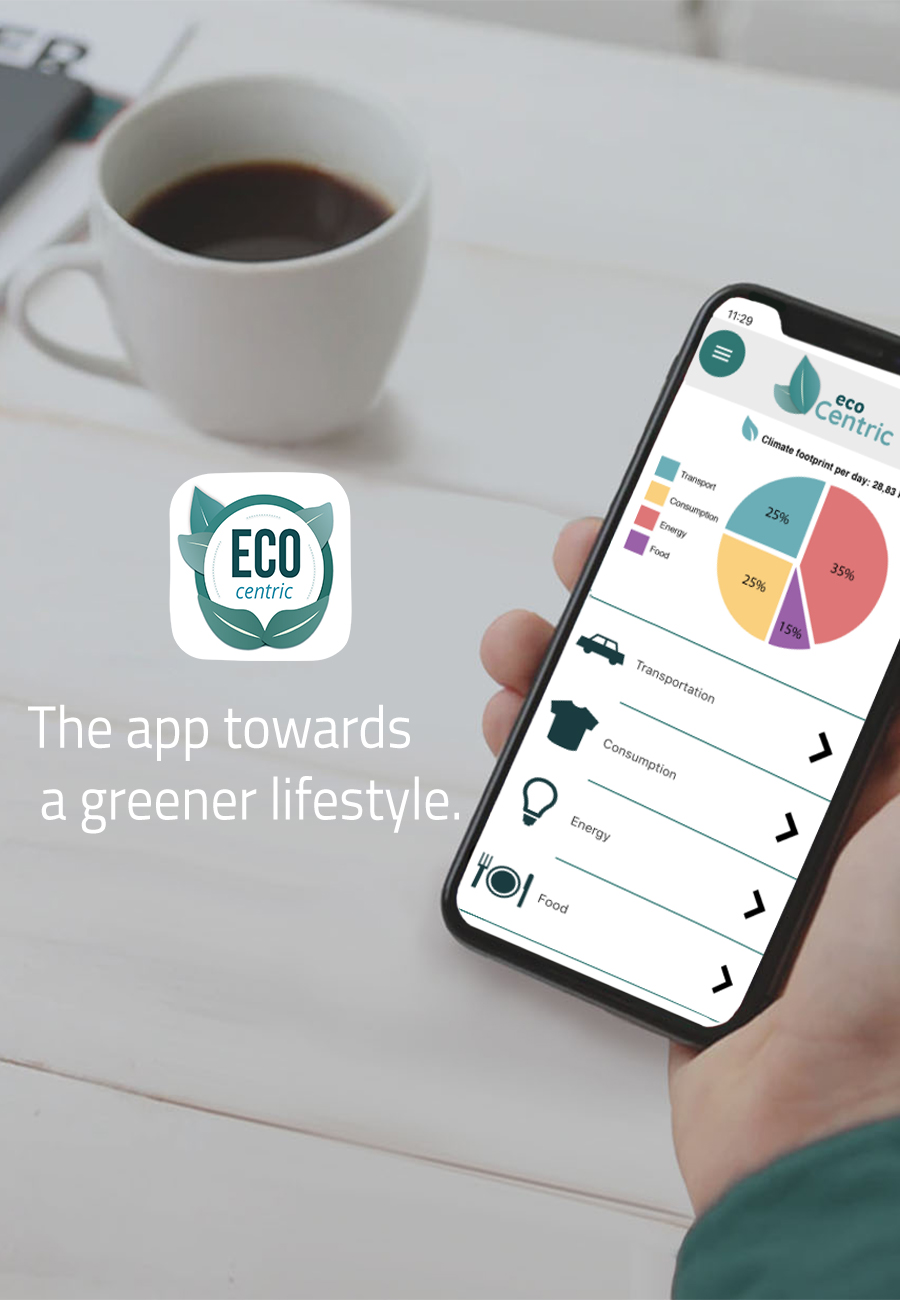 11:29
eco
Centric
Climate footprint per day: 28,83
Transport
Consumption
Energy
Food
25%
35%
25%
15%
ECO
centric
Transportation
Consumption
The app towards
a greener lifestyle.
Energy
Food